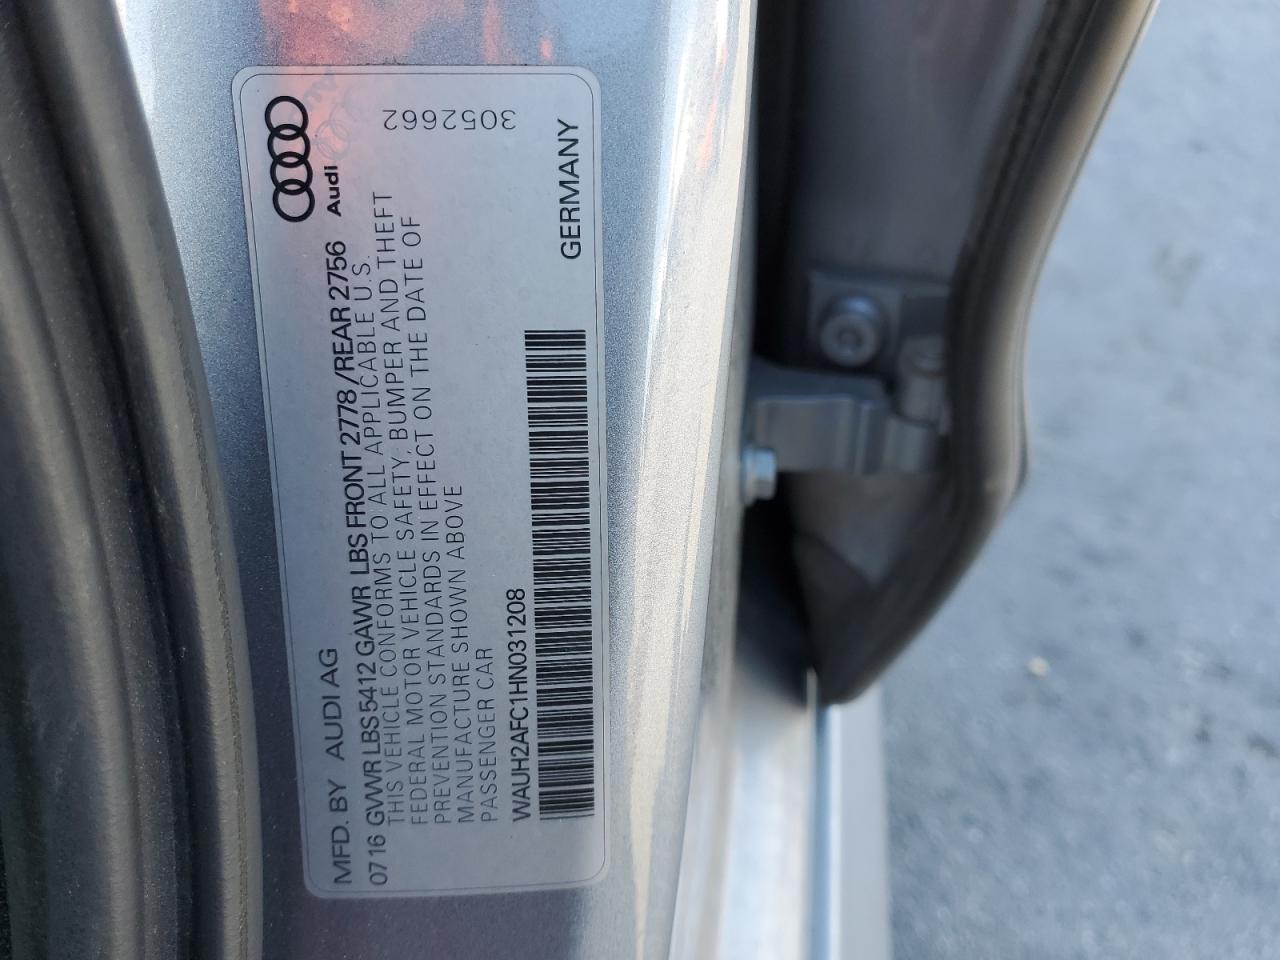 MFD. BY AUDI AG
Audi
0716 GVWR LBS 5412 GAWR LBS FRONT 2778 / REAR 2756
THIS VEHICLE CONFORMS TO ALL APPLICABLE U.S.
FEDERAL MOTOR VEHICLE SAFETY, BUMPER AND THEFT
PREVENTION STANDARDS IN EFFECT ON THE DATE OF
MANUFACTURE SHOWN ABOVE
PASSENGER CAR
3052662
WAUH2AFC1HN031208
GERMANY